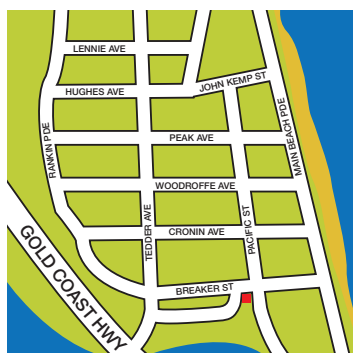 LENNIE AVE
JOHN KEMP ST
HUGHES AVE
RANKIN PDE
PEAK AVE
MAIN BEACH PDE
WOODROFFE AVE
TEDDER AVE
PACIFIC ST
CRONIN AVE
GOLD COAST HWY
BREAKER ST